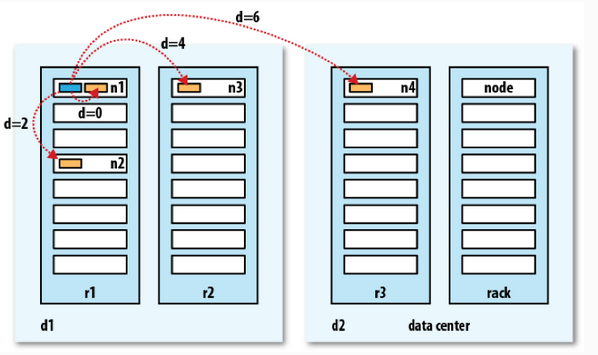 d=6
d=4
n1
n3
n4
node
d=0
d=2
n2
r1
r2
r3
rack
d1
d2
data center